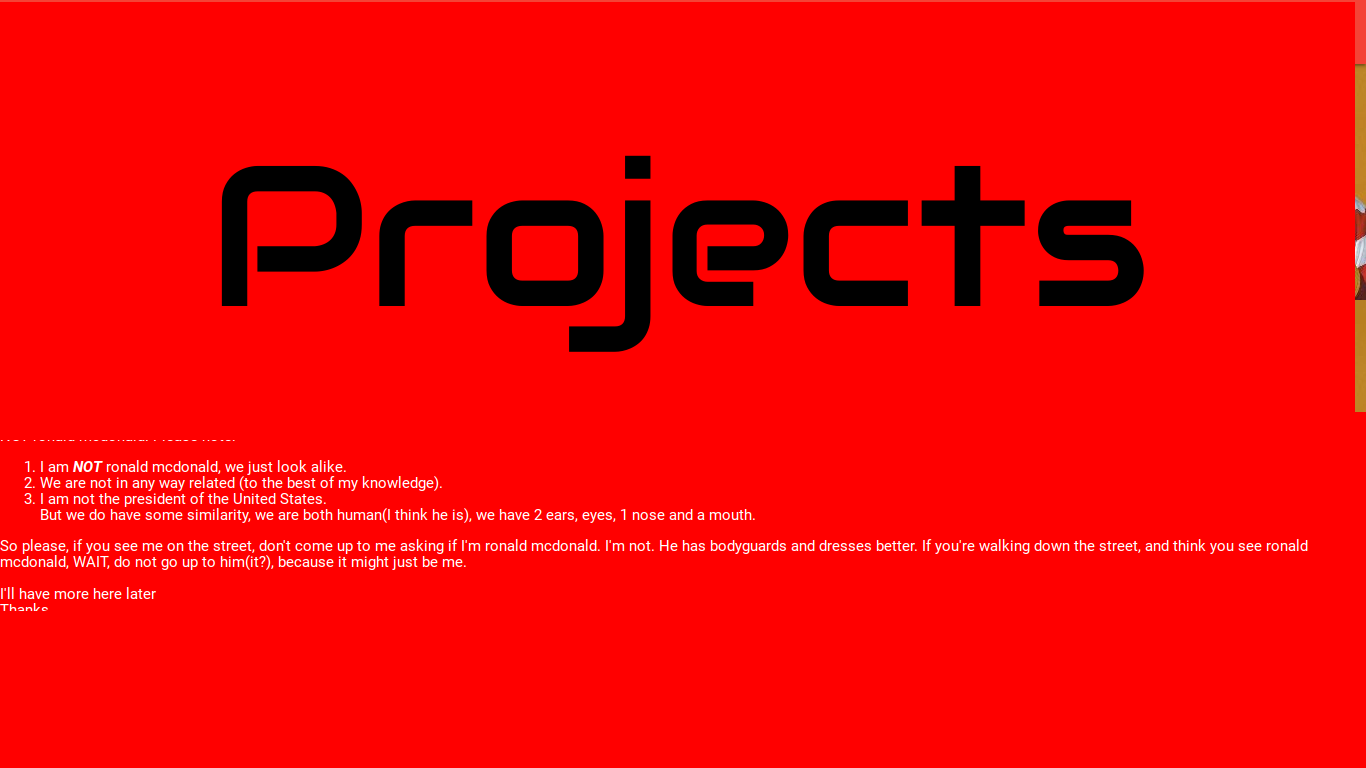 Projects
1. I am NOT ronald mcdonald, we just look alike.
2. We are not in any way related (to the best of my knowledge).
3. I am not the president of the United States.
But we do have some similarity, we are both human(I think he is), we have 2 ears, eyes, 1 nose and a mouth.
So please, if you see me on the street, don't come up to me asking if I'm ronald mcdonald. I'm not. He has bodyguards and dresses better. If you're walking down the street, and think you see ronald
mcdonald, WAIT, do not go up to him(it?), because it might just be me.
I'll have more here later
Thanks